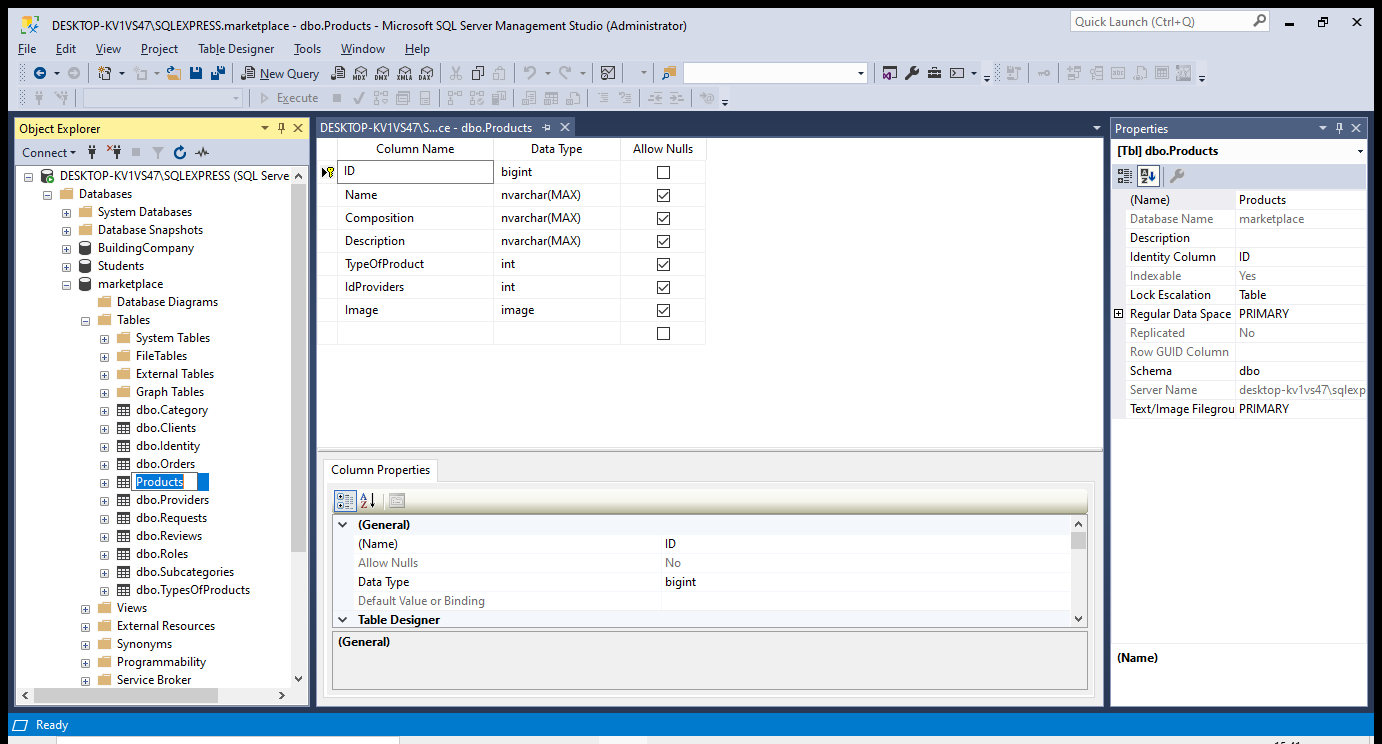 DESKTOP-KV1VS47\SQLEXPRESS.marketplace - dbo.Products - Microsoft SQL Server Management Studio (Administrator)
Quick Launch (Ctrl+Q)
File Edit View Project Table Designer Tools Window Help
New Query MDX DMX XMLA DAX
Execute
Object Explorer
Connect
DESKTOP-KV1VS47\SQLEXPRESS (SQL Serve
Databases
System Databases
Database Snapshots
BuildingCompany
Students
marketplace
Database Diagrams
Tables
System Tables
FileTables
External Tables
Graph Tables
dbo.Category
dbo.Clients
dbo.Identity
dbo.Orders
Products
dbo.Providers
dbo.Requests
dbo.Reviews
dbo.Roles
dbo.Subcategories
dbo.TypesOfProducts
Views
External Resources
Synonyms
Programmability
Service Broker
DESKTOP-KV1VS47\S...ce - dbo.Products
Column Name Data Type Allow Nulls
ID bigint
Name nvarchar(MAX)
Composition nvarchar(MAX)
Description nvarchar(MAX)
TypeOfProduct int
IdProviders int
Image image
Column Properties
(General)
(Name) ID
Allow Nulls No
Data Type bigint
Default Value or Binding
Table Designer
(General)
Properties
[Tbl] dbo.Products
(Name) Products
Database Name marketplace
Description
Identity Column ID
Indexable Yes
Lock Escalation Table
Regular Data Space PRIMARY
Replicated No
Row GUID Column
Schema dbo
Server Name desktop-kv1vs47\sqlexp
Text/Image Filegrou PRIMARY
(Name)
Ready